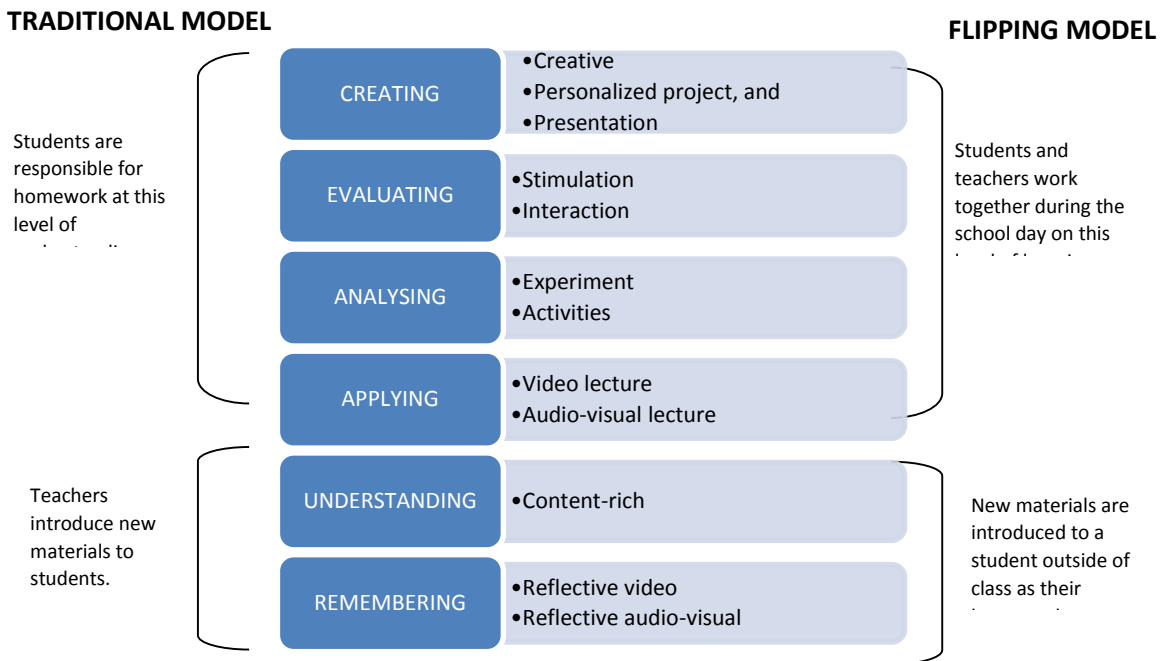 TRADITIONAL MODEL
FLIPPING MODEL
Students are
responsible for
homework at this
level of
CREATING
•Creative
•Personalized project, and
•Presentation
EVALUATING
•Stimulation
•Interaction
ANALYSING
•Experiment
•Activities
APPLYING
•Video lecture
•Audio-visual lecture
Students and
teachers work
together during the
school day on this
Teachers
introduce new
materials to
students.
UNDERSTANDING
•Content-rich
REMEMBERING
•Reflective video
•Reflective audio-visual
New materials are
introduced to a
student outside of
class as their